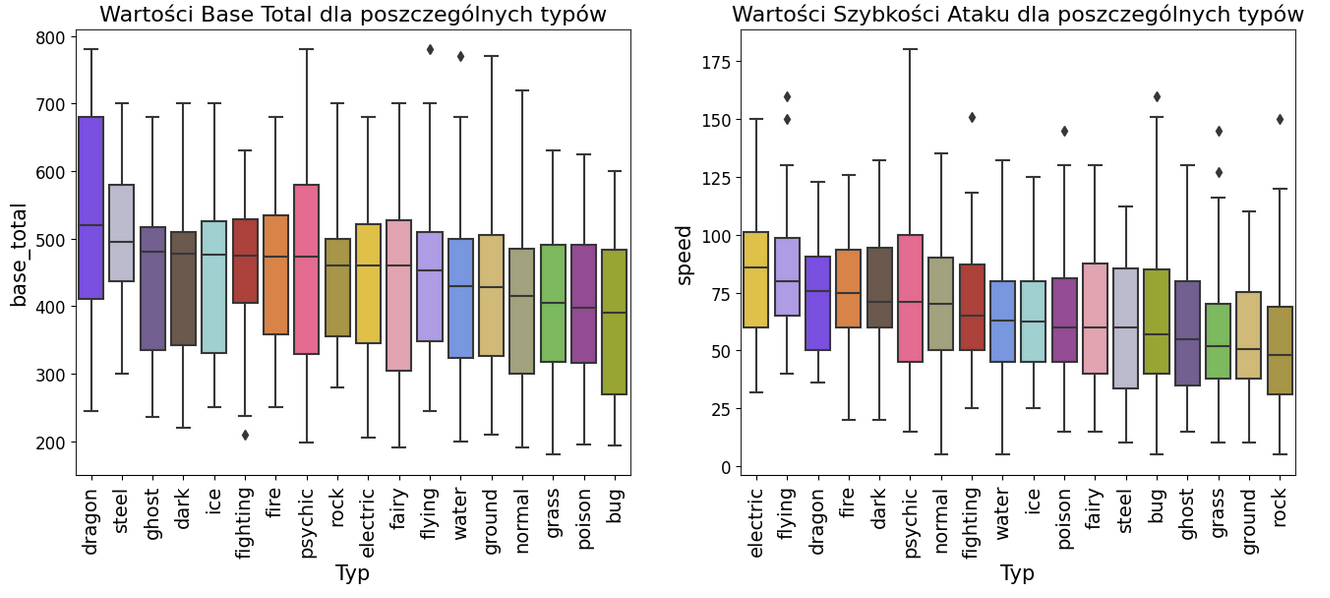 Wartości Base Total dla poszczególnych typów
800
700
600
500
400
300
200
base_total
dragon
steel
ghost
dark
ice
fighting
fire
psychic
rock
electric
fairy
flying
water
ground
normal
grass
poison
bug
Typ
Wartości Szybkości Ataku dla poszczególnych typów
175
150
125
100
75
50
25
0
speed
electric
flying
dragon
fire
dark
psychic
normal
fighting
water
ice
poison
fairy
steel
bug
ghost
grass
ground
rock
Typ